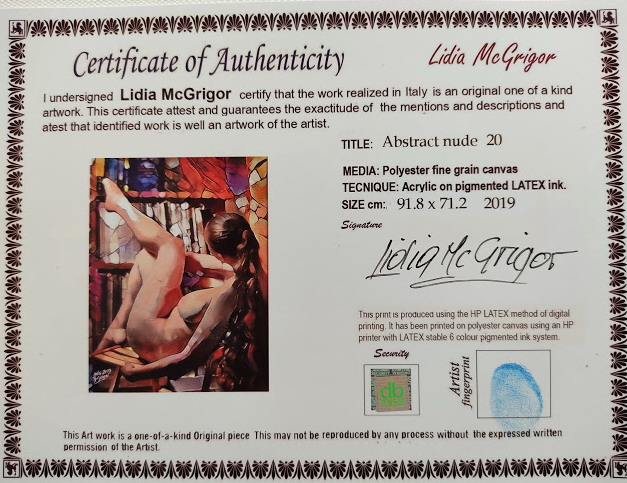 Certificate of Authenticity
Lidia McGrigor
I undersigned Lidia McGrigor certify that the work realized in Italy is an original one of a kind
artwork. This certificate attest and guarantees the exactitude of the mentions and descriptions and
atest that identified work is well an artwork of the artist.
TITLE: Abstract nude 20
MEDIA: Polyester fine grain canvas
TECNIQUE: Acrylic on pigmented LATEX ink.
SIZE cm: 91.8 x 71.2 2019
Signature
Lidia McGrigor
This print is produced using the HP LATEX method of digital
printing. It has been printed on polyester canvas using an HP
printer with LATEX stable 6 colour pigmented ink system.
Security
db
Artist
fingerprint
This Art work is a one-of-a-kind Original piece This may not be reproduced by any process without the expressed written
permission of the Artist.